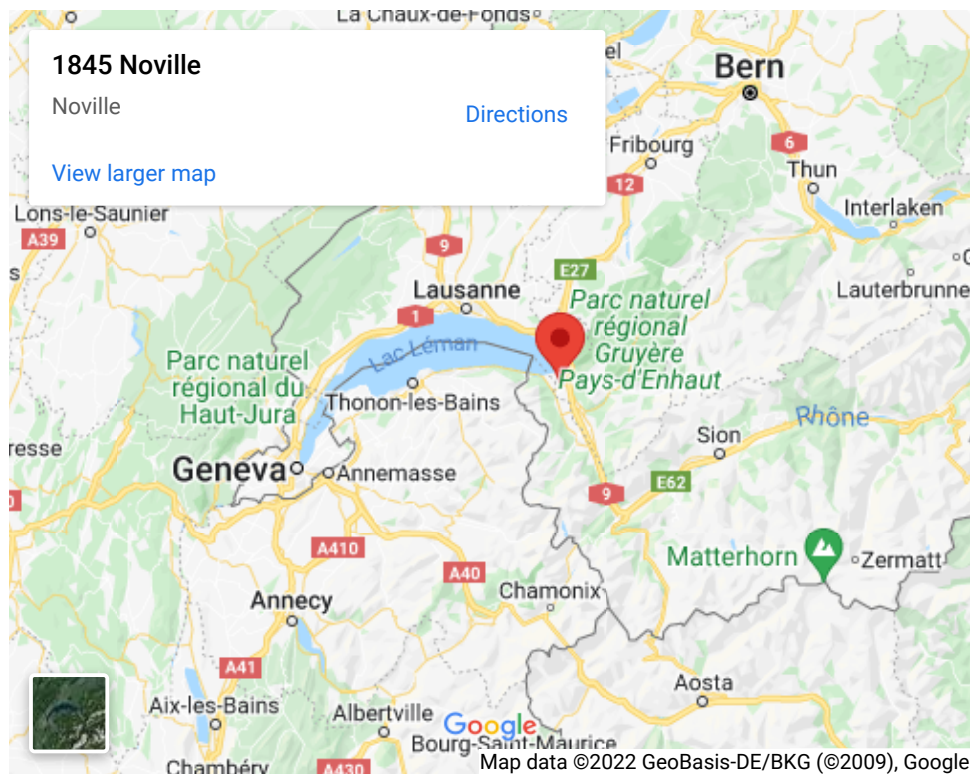 La Chaux-de-Fonds
1845 Noville
Noville
Directions
View larger map
el
Bern
6
Fribourg
Thun
12
Interlaken
Lons-le-Saunier
A39
s
9
E27
Lauterbrunne
Lausanne
1
Parc naturel
régional
Gruyère
Pays-d'Enhaut
Lac Léman
Parc naturel
régional du
Haut-Jura
Thonon-les-Bains
Rhône
resse
Sion
Geneva
Annemasse
E62
9
A410
Matterhorn
Zermatt
A40
Chamonix
Annecy
A41
Aosta
Aix-les-Bains
Albertville
Google
Bourg-Saint-Maurice
Chambéry
A430
Map data ©2022 GeoBasis-DE/BKG (©2009), Google